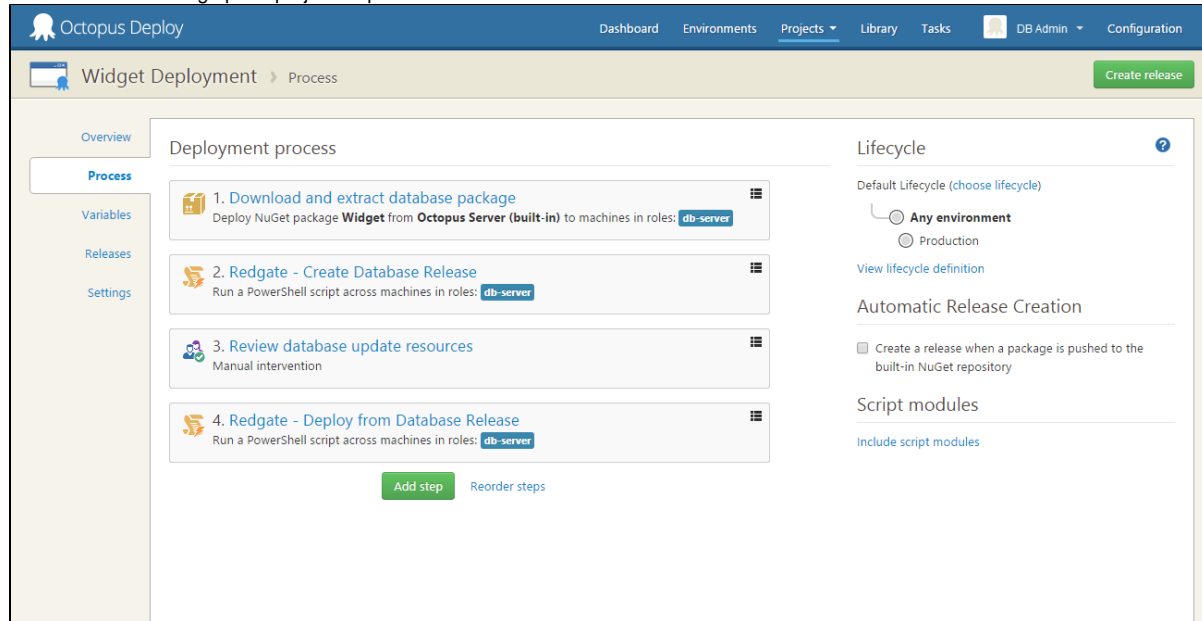 Octopus Deploy
Dashboard Environments Projects Library Tasks DB Admin Configuration
Widget Deployment Process
Create release
Overview
Process
Variables
Releases
Settings
Deployment process
1. Download and extract database package
Deploy NuGet package Widget from Octopus Server (built-in) to machines in roles: db-server
2. Redgate - Create Database Release
Run a PowerShell script across machines in roles: db-server
3. Review database update resources
Manual intervention
4. Redgate - Deploy from Database Release
Run a PowerShell script across machines in roles: db-server
Add step Reorder steps
Lifecycle ?
Default Lifecycle (choose lifecycle)
Any environment
Production
View lifecycle definition
Automatic Release Creation
Create a release when a package is pushed to the
built-in NuGet repository
Script modules
Include script modules